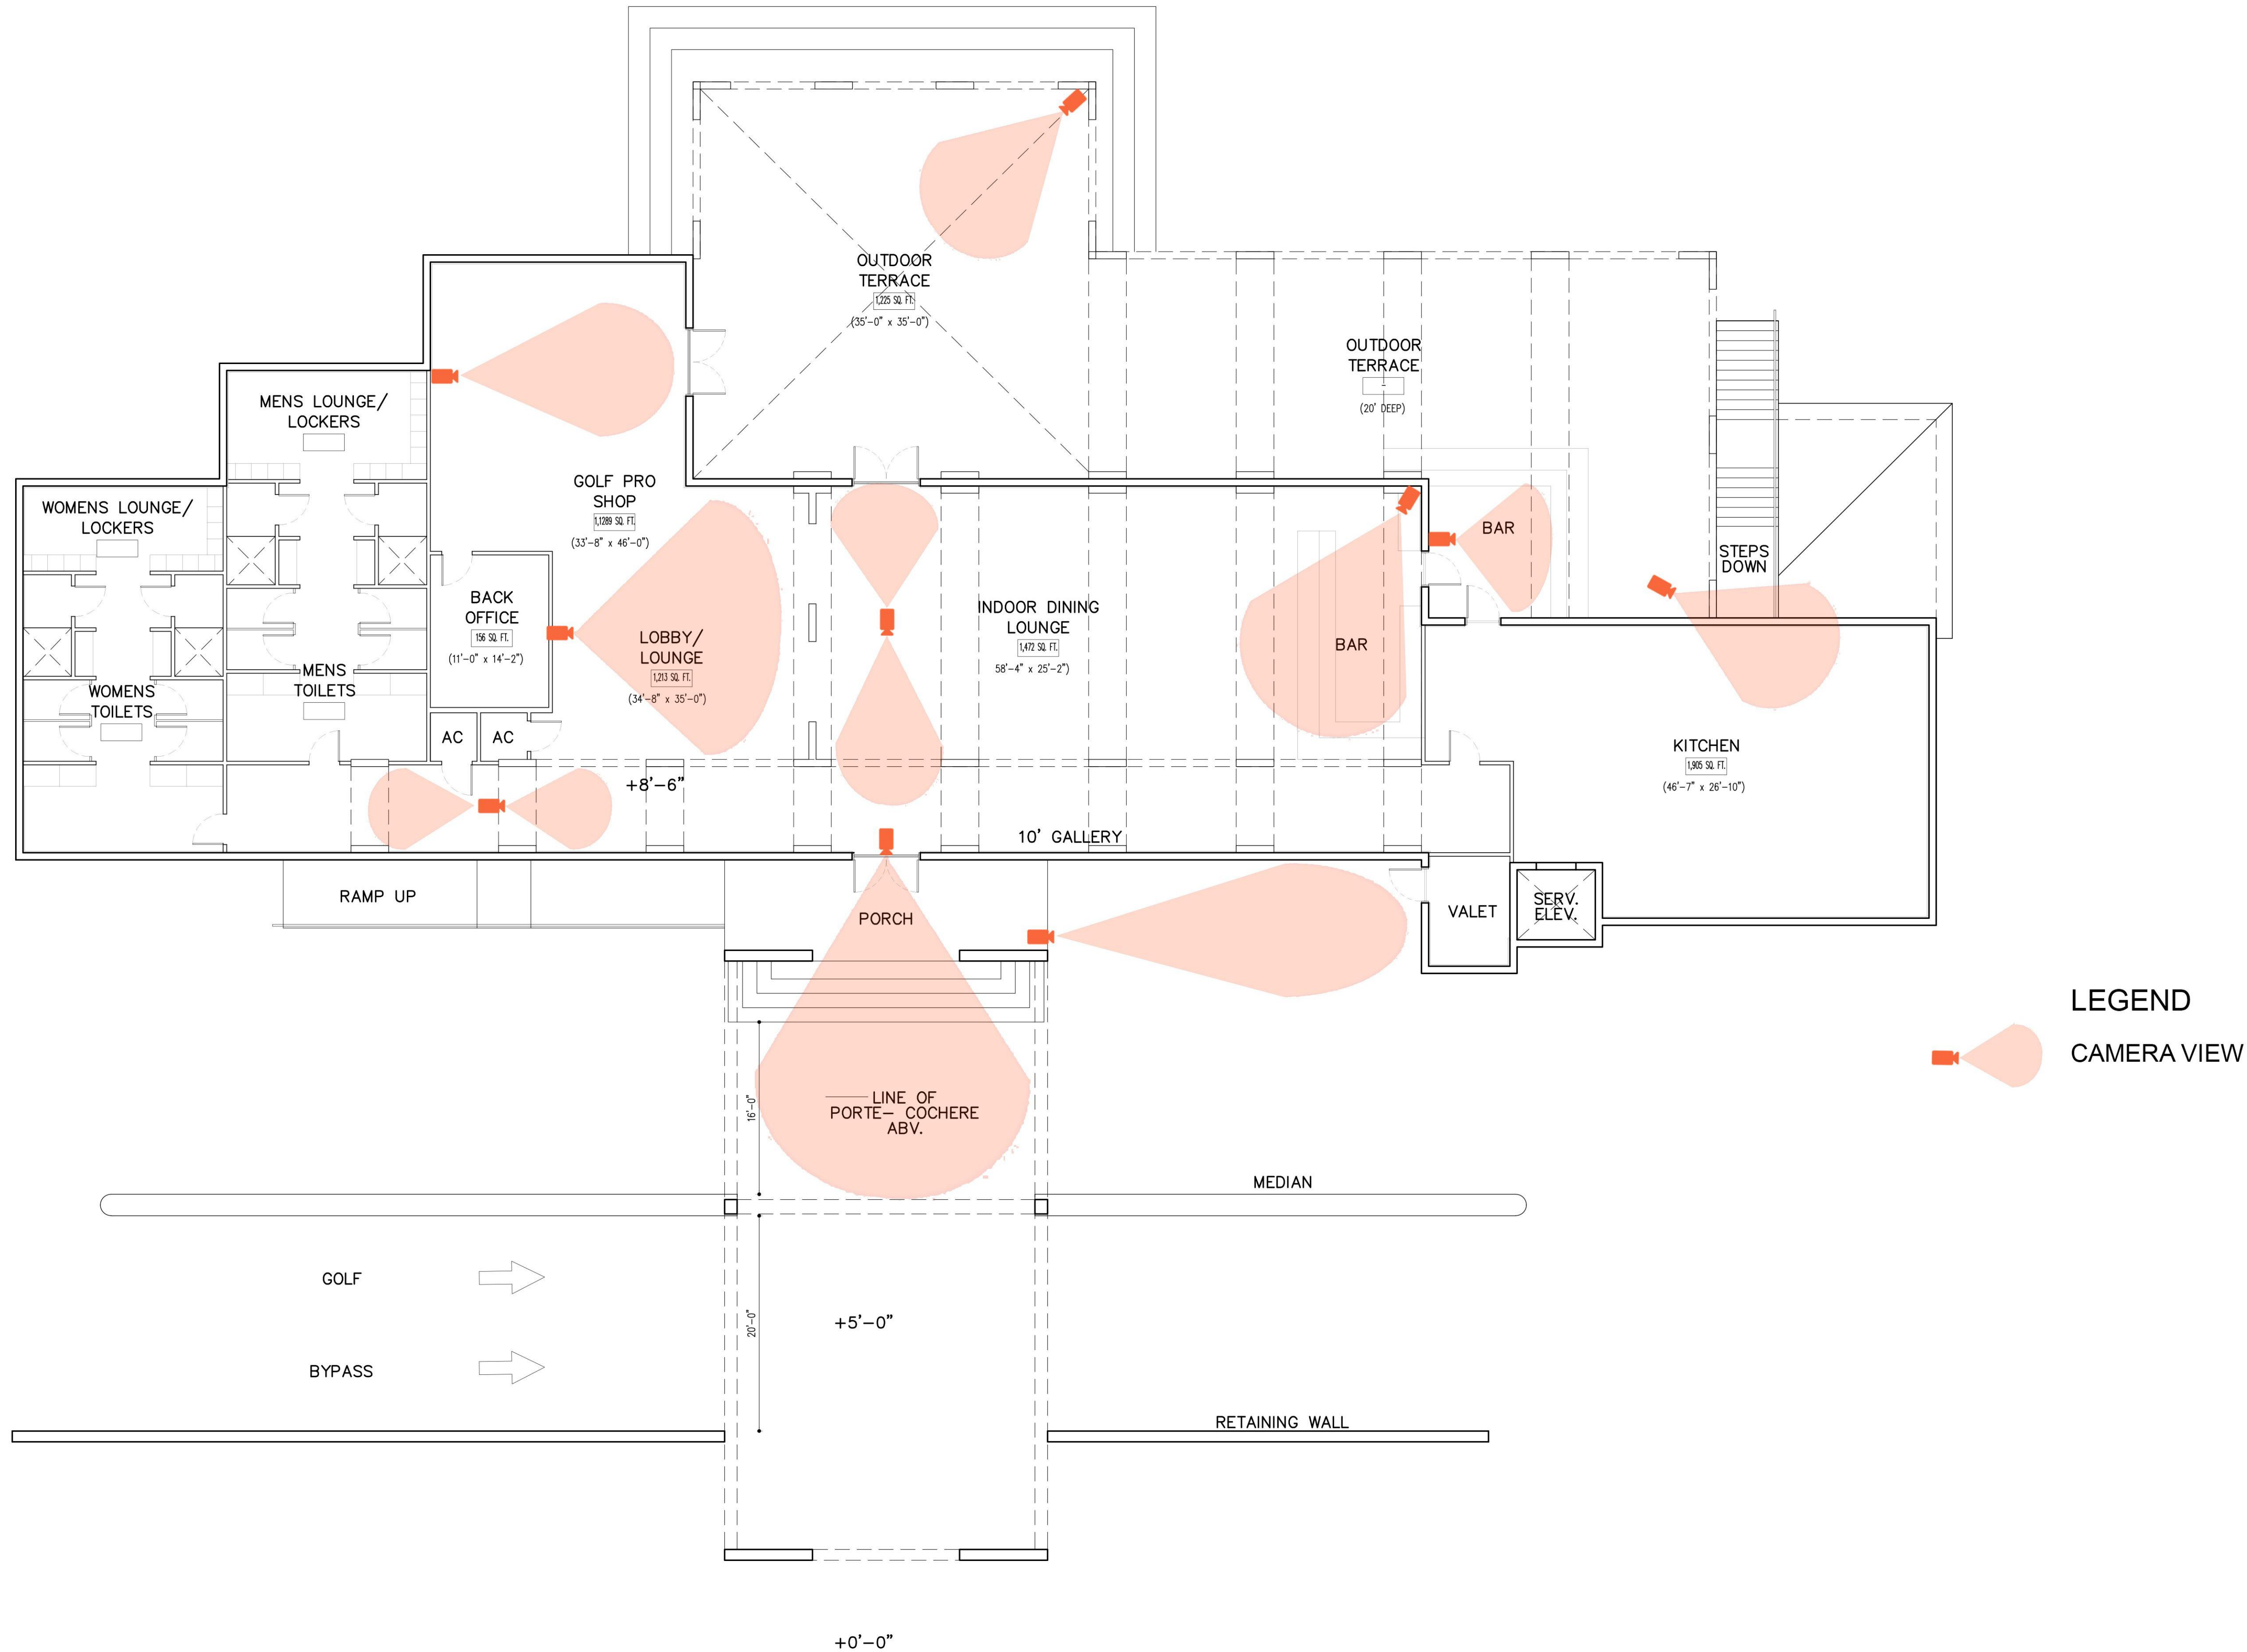 OUTDOOR
TERRACE
1,225 SQ. FT.
(35'-0" x 35'-0")
OUTDOOR
TERRACE
-
(20' DEEP)
MENS LOUNGE/
LOCKERS
WOMENS LOUNGE/
LOCKERS
GOLF PRO
SHOP
1,1289 SQ. FT.
(33'-8" x 46'-0")
BAR
STEPS
DOWN
BACK
OFFICE
156 SQ. FT.
(11'-0" x 14'-2")
LOBBY/
LOUNGE
1,213 SQ. FT.
(34'-8" x 35'-0")
INDOOR DINING
LOUNGE
1,472 SQ. FT.
58'-4" x 25'-2")
BAR
MENS
TOILETS
WOMENS
TOILETS
AC
AC
KITCHEN
1,905 SQ. FT.
(46'-7" x 26'-10")
+8'-6"
10' GALLERY
RAMP UP
PORCH
VALET
SERV.
ELEV.
LEGEND
CAMERA VIEW
LINE OF
PORTE- COCHERE
ABV.
16'-0"
MEDIAN
GOLF
20'-0"
+5'-0"
BYPASS
RETAINING WALL
+0'-0"